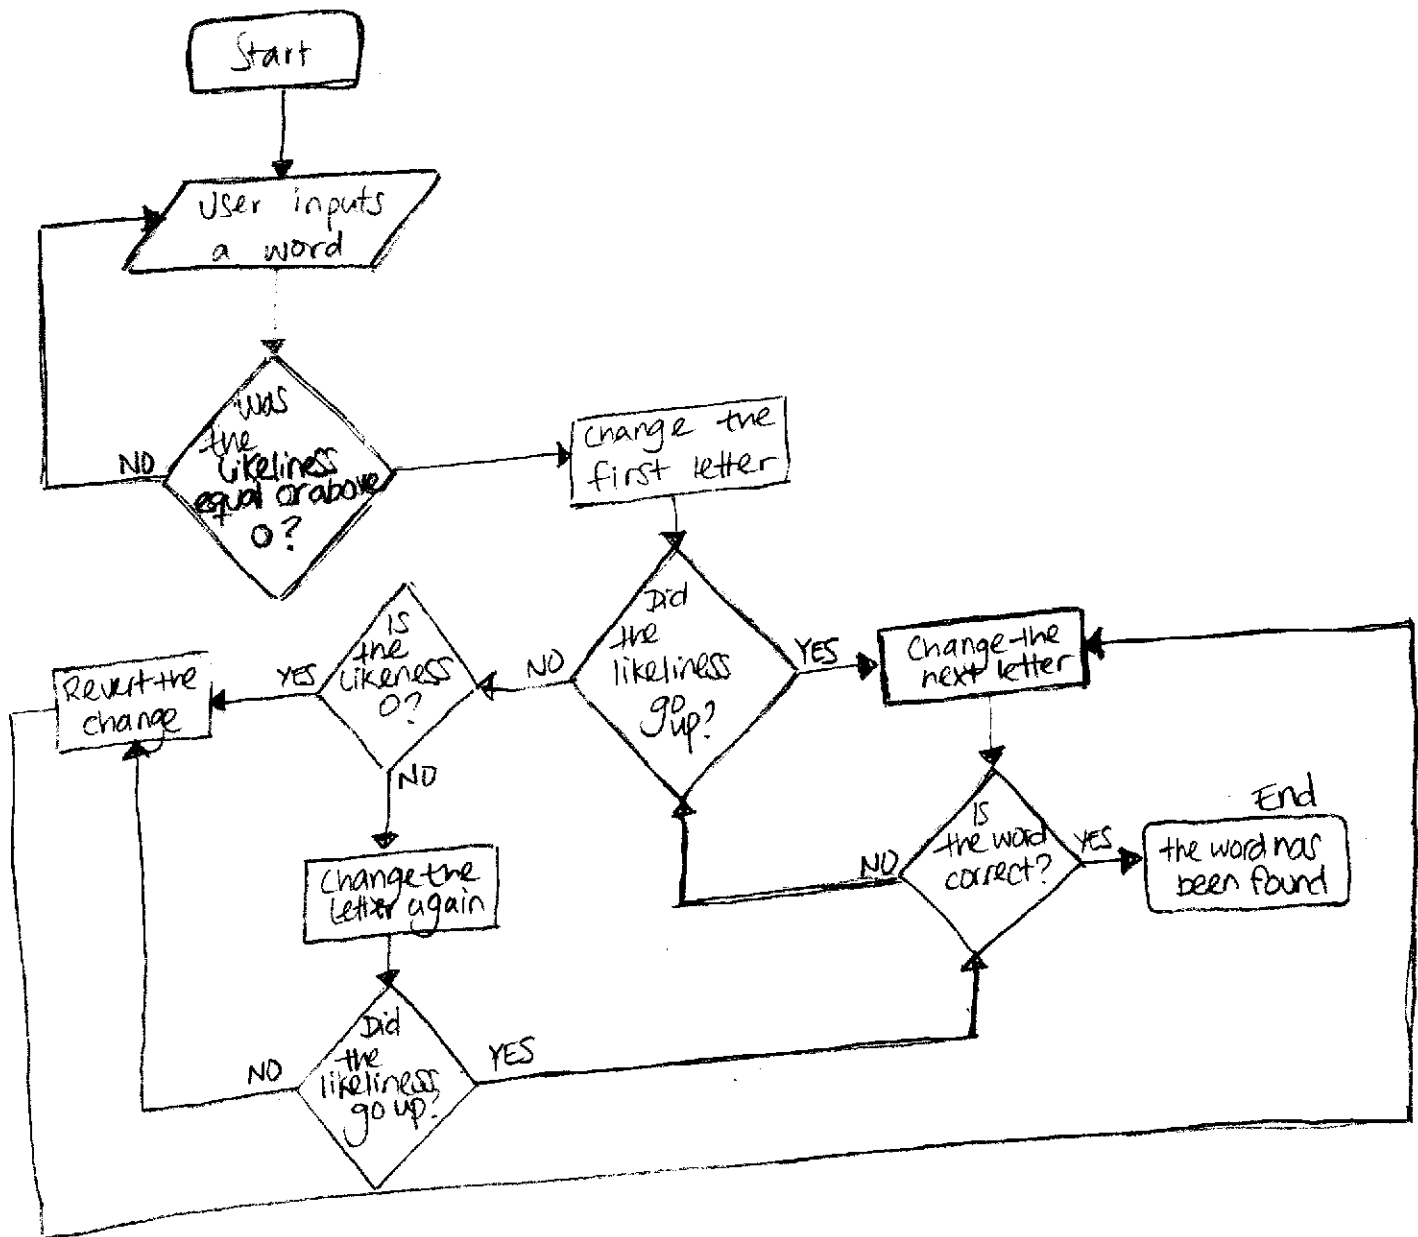 Start
User inputs
a word
Was
the
likeliness
equal or above
0?
NO
change the
first letter
Did
the
likeliness
go
up?
NO
YES
Change the
next letter
Is
the
likeness
0?
YES
NO
Revert the
change
Is
the word
correct?
NO
YES
End
the word has
been found
Change the
letter again
Did
the
likeliness
go up?
NO
YES